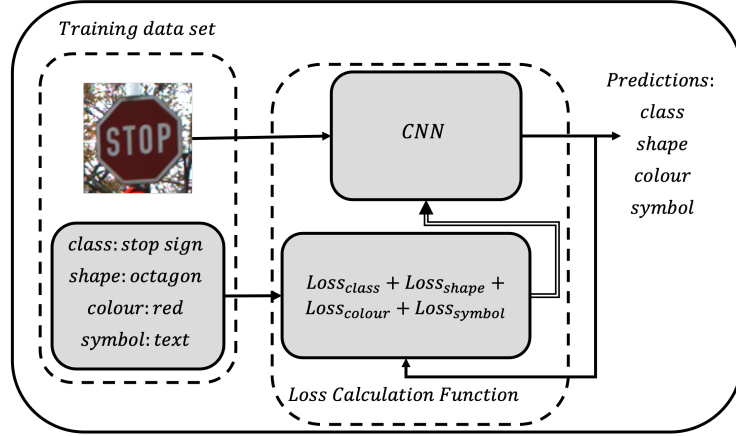 Training data set
STOP
class: stop sign
shape: octagon
colour: red
symbol: text
CNN
Loss_class + Loss_shape +
Loss_colour + Loss_symbol
Loss Calculation Function
Predictions:
class
shape
colour
symbol